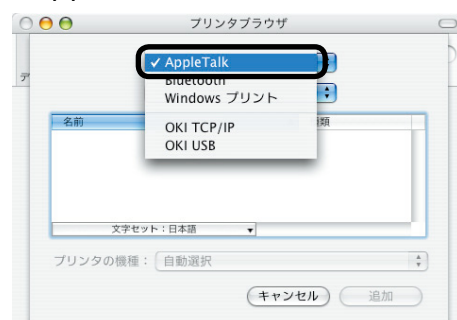 プリンタブラウザ
✓ AppleTalk
Bluetooth
Windows プリント
OKI TCP/IP
OKI USB
デ
名前
種類
文字セット：日本語
プリンタの機種： 自動選択
キャンセル 追加